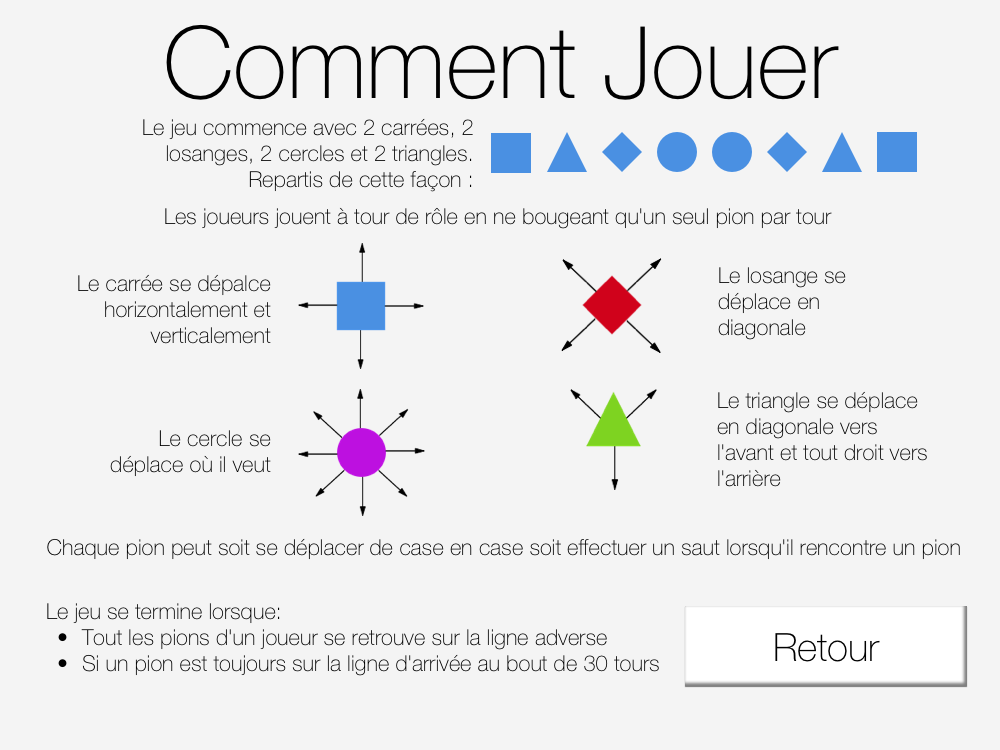 Comment Jouer
Le jeu commence avec 2 carrées, 2
losanges, 2 cercles et 2 triangles.
Repartis de cette façon :
Les joueurs jouent à tour de rôle en ne bougeant qu'un seul pion par tour
Le carrée se dépalce
horizontalement et
verticalement
Le losange se
déplace en
diagonale
Le cercle se
déplace où il veut
Le triangle se déplace
en diagonale vers
l'avant et tout droit vers
l'arrière
Chaque pion peut soit se déplacer de case en case soit effectuer un saut lorsqu'il rencontre un pion
Le jeu se termine lorsque:
• Tout les pions d'un joueur se retrouve sur la ligne adverse
• Si un pion est toujours sur la ligne d'arrivée au bout de 30 tours
Retour